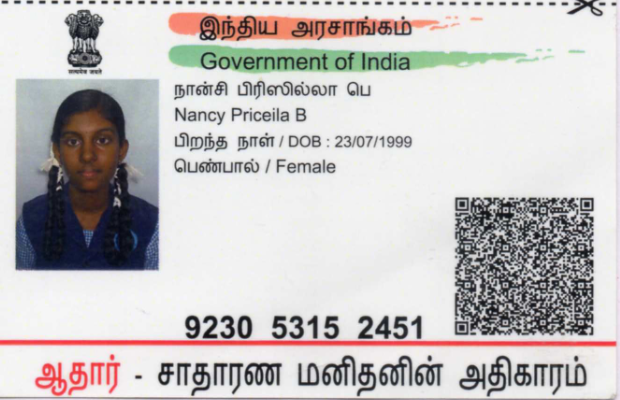 இந்திய அரசாங்கம்
Government of India
सत्यमेव जयते
நான்சி பிரிஸில்லா பெ
Nancy Priceila B
பிறந்த நாள் / DOB : 23/07/1999
பெண்பால் / Female
9230 5315 2451
ஆதார் - சாதாரண மனிதனின் அதிகாரம்